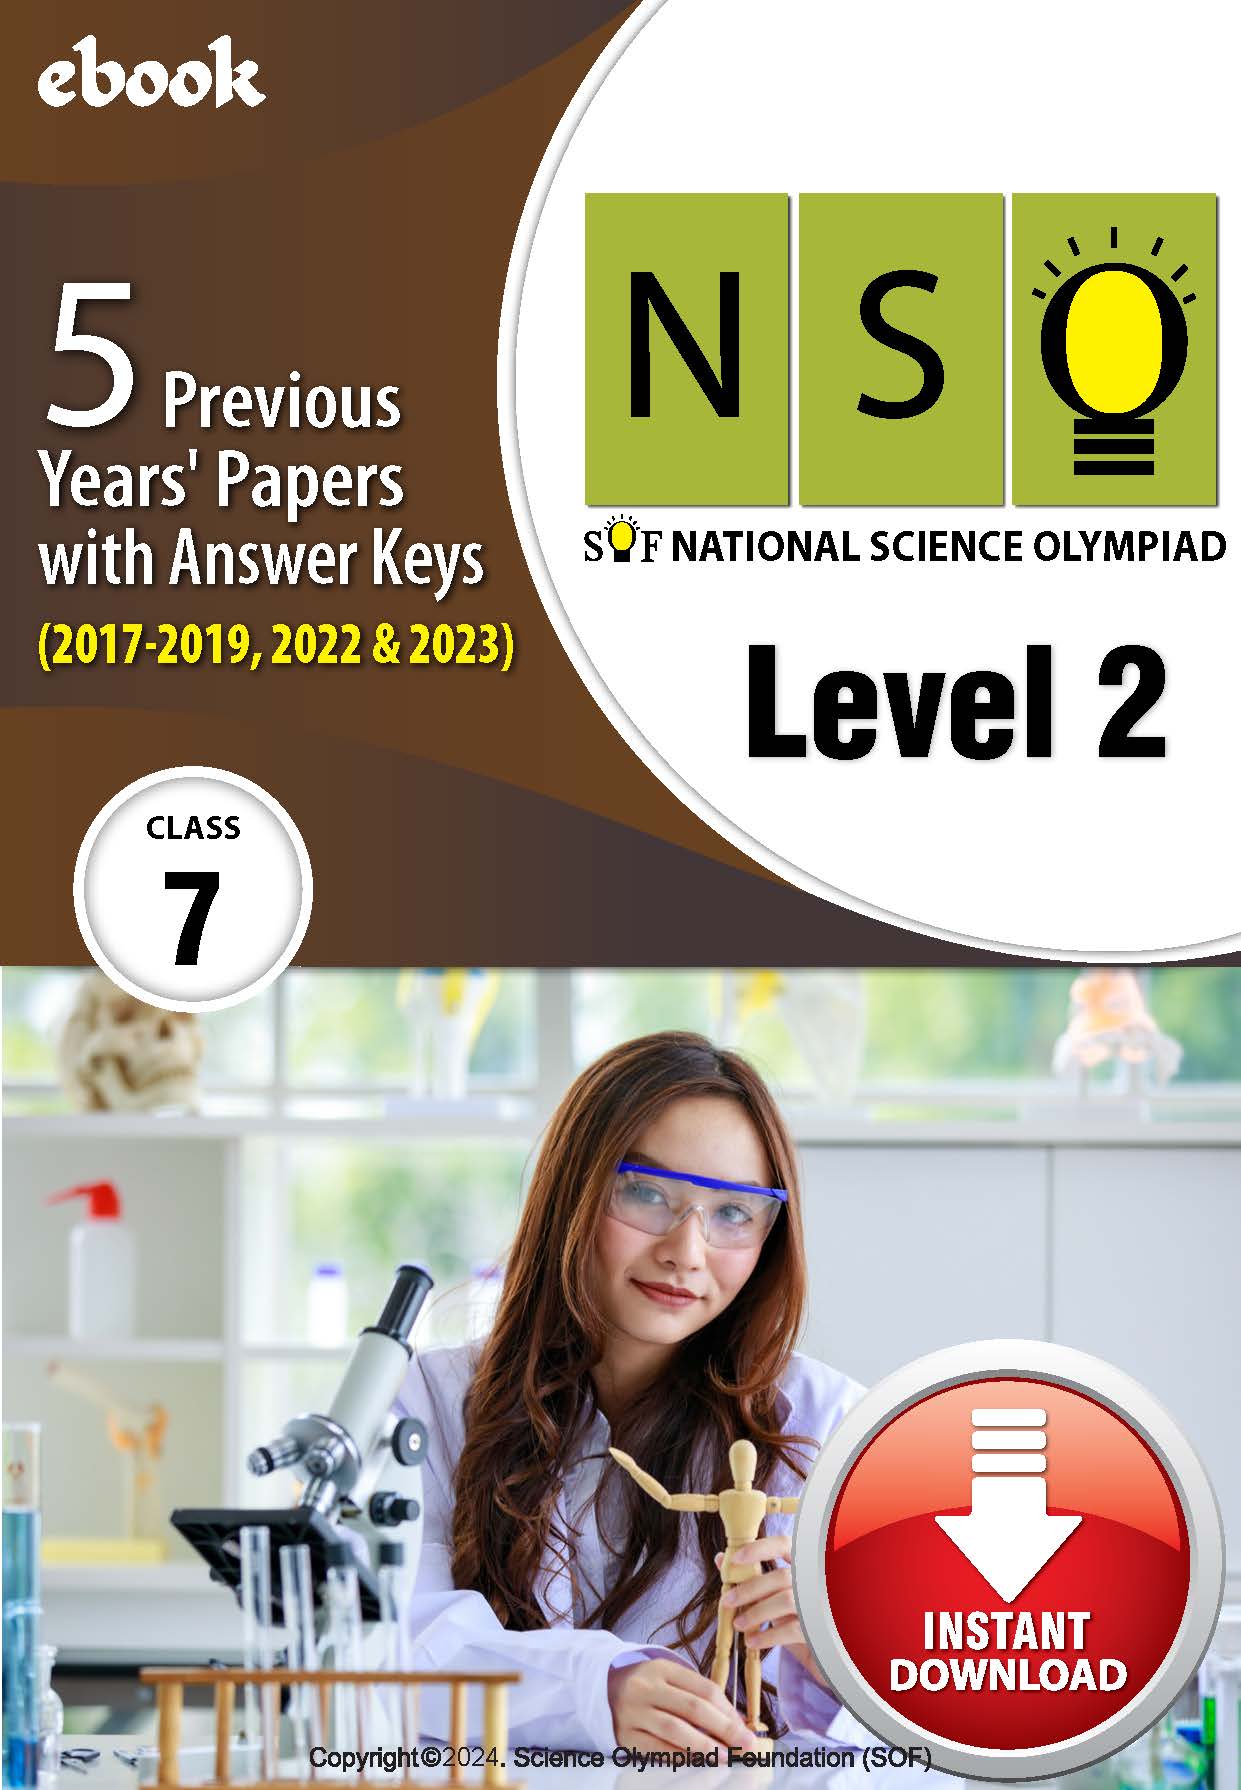 ebook
5 Previous
Years' Papers
with Answer Keys
(2017-2019, 2022 & 2023)
NSO
SOF NATIONAL SCIENCE OLYMPIAD
Level 2
CLASS
7
INSTANT
DOWNLOAD
Copyright©2024. Science Olympiad Foundation (SOF)